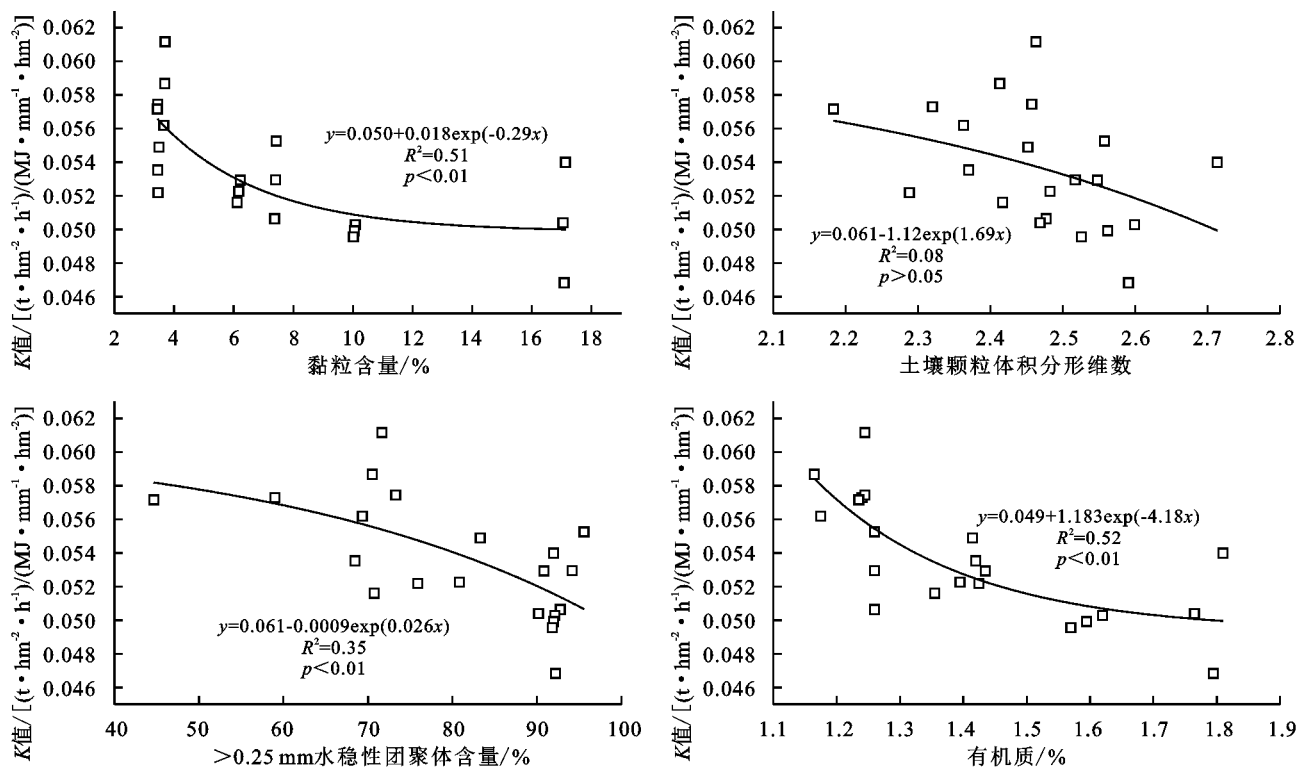 K值/[(t·hm-2·h-1)/(MJ·mm-1·hm-2)]
0.062
0.060
0.058
0.056
0.054
0.052
0.050
0.048
0.046
y=0.050+0.018exp(-0.29x)
R²=0.51
p<0.01
2 4 6 8 10 12 14 16 18
黏粒含量/%
K值/[(t·hm-2·h-1)/(MJ·mm-1·hm-2)]
0.062
0.060
0.058
0.056
0.054
0.052
0.050
0.048
0.046
y=0.061-1.12exp(1.69x)
R²=0.08
p>0.05
2.1 2.2 2.3 2.4 2.5 2.6 2.7 2.8
土壤颗粒体积分形维数
K值/[(t·hm-2·h-1)/(MJ·mm-1·hm-2)]
0.062
0.060
0.058
0.056
0.054
0.052
0.050
0.048
0.046
y=0.061-0.0009exp(0.026x)
R²=0.35
p<0.01
40 50 60 70 80 90 100
>0.25 mm水稳性团聚体含量/%
K值/[(t·hm-2·h-1)/(MJ·mm-1·hm-2)]
0.062
0.060
0.058
0.056
0.054
0.052
0.050
0.048
0.046
y=0.049+1.183exp(-4.18x)
R²=0.52
p<0.01
1.1 1.2 1.3 1.4 1.5 1.6 1.7 1.8 1.9
有机质/%